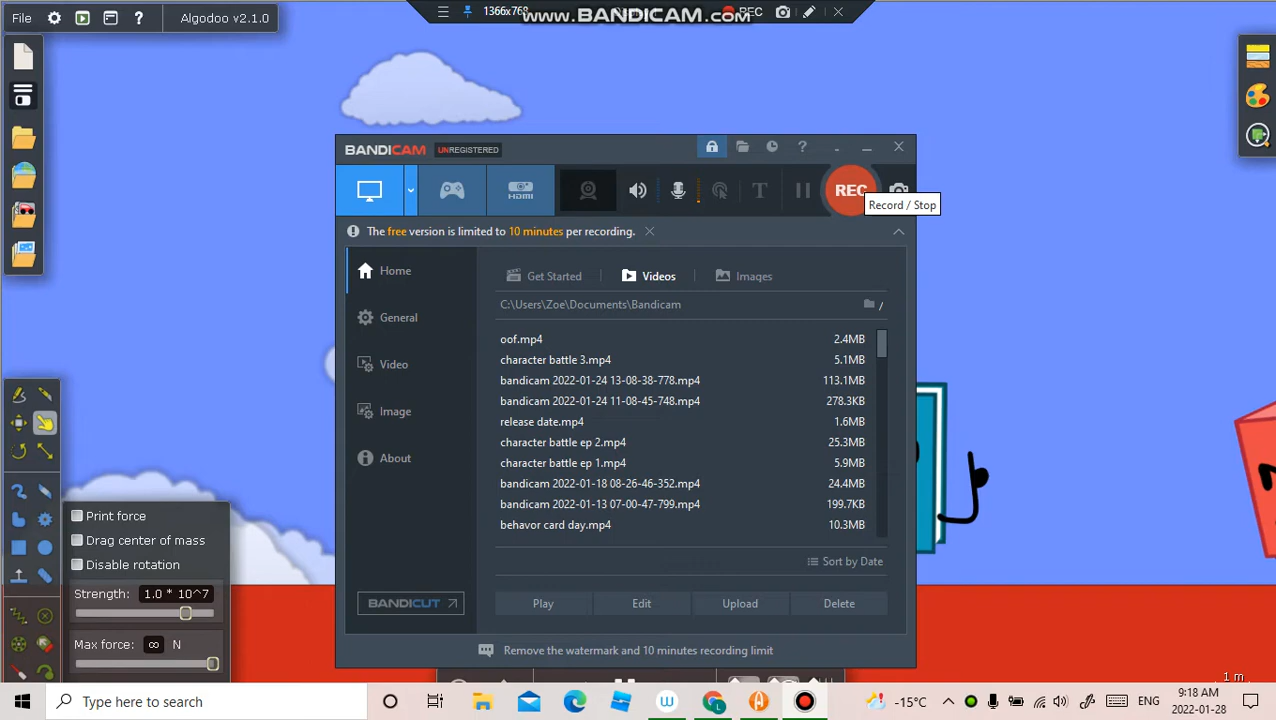 File
Algodoo v2.1.0
1366x768
www.BANDICAM.com
REC
BANDICAM UNREGISTERED
HDMI
REC
Record / Stop
The free version is limited to 10 minutes per recording.
Home
General
Video
Image
About
BANDICUT
Get Started
Videos
Images
C:\Users\Zoe\Documents\Bandicam
oof.mp4 2.4MB
character battle 3.mp4 5.1MB
bandicam 2022-01-24 13-08-38-778.mp4 113.1MB
bandicam 2022-01-24 11-08-45-748.mp4 278.3KB
release date.mp4 1.6MB
character battle ep 2.mp4 25.3MB
character battle ep 1.mp4 5.9MB
bandicam 2022-01-18 08-26-46-352.mp4 24.4MB
bandicam 2022-01-13 07-00-47-799.mp4 199.7KB
behavor card day.mp4 10.3MB
Sort by Date
Play Edit Upload Delete
Remove the watermark and 10 minutes recording limit
Print force
Drag center of mass
Disable rotation
Strength: 1.0 * 10^7
Max force: ∞ N
1 m
Type here to search
-15°C
ENG
9:18 AM
2022-01-28